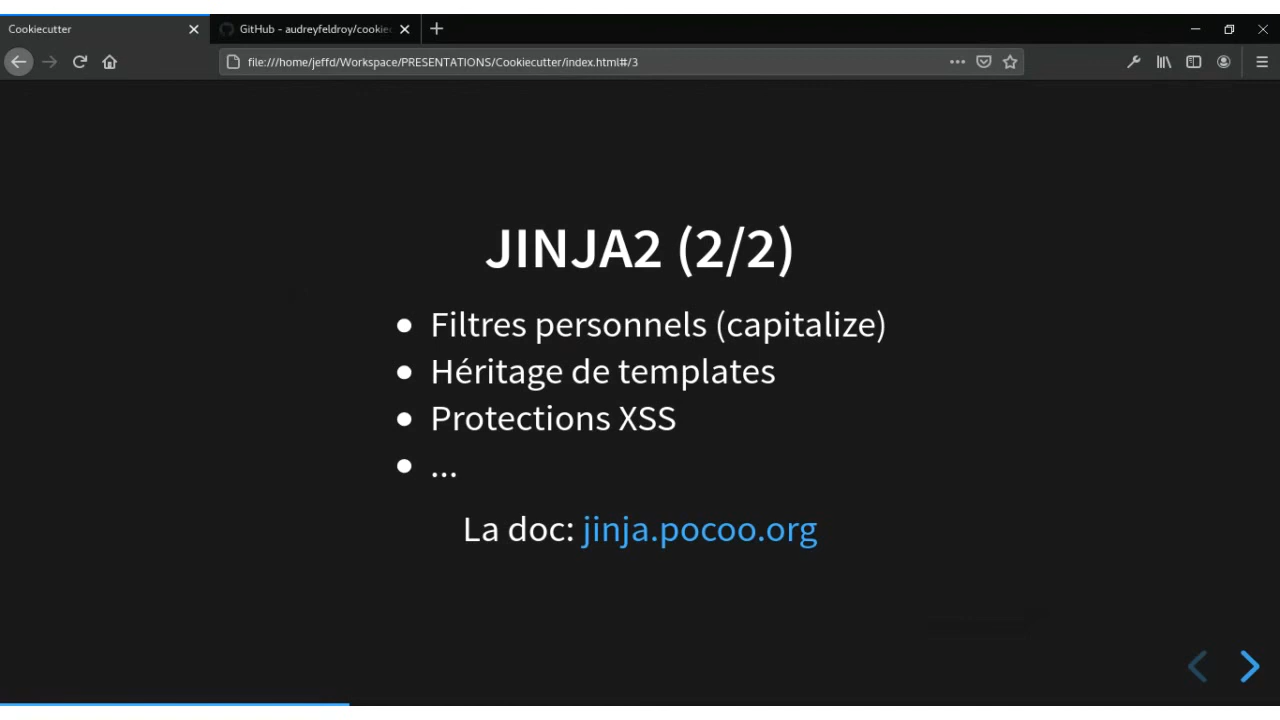 Cookiecutter
GitHub - audreyfeldroy/cookie
file:///home/jeffd/Workspace/PRESENTATIONS/Cookiecutter/index.html#/3
JINJA2 (2/2)
Filtres personnels (capitalize)
Héritage de templates
Protections XSS
...
La doc: jinja.pocoo.org